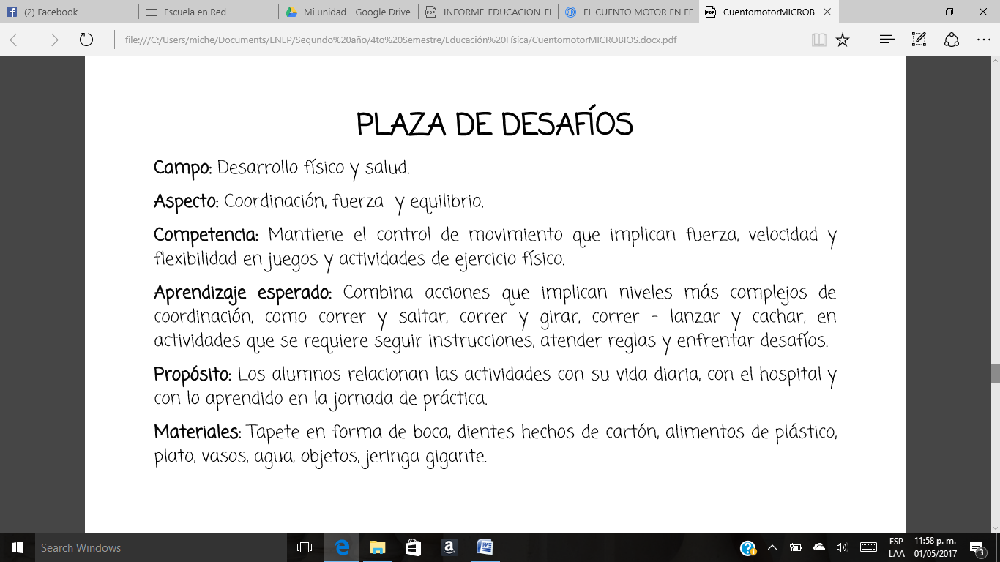 (2) Facebook
Escuela en Red
Mi unidad - Google Drive
INFORME-EDUCACION-FI
EL CUENTO MOTOR EN ED
CuentomotorMICROB
file:///C:/Users/miche/Documents/ENEP/Segundo%20año/4to%20Semestre/Educación%20Física/CuentomotorMICROBIOS.docx.pdf
PLAZA DE DESAFÍOS
Campo: Desarrollo físico y salud.
Aspecto: Coordinación, fuerza y equilibrio.
Competencia: Mantiene el control de movimiento que implican fuerza, velocidad y
flexibilidad en juegos y actividades de ejercicio físico.
Aprendizaje esperado: Combina acciones que implican niveles más complejos de
coordinación, como correr y saltar, correr y girar, correr - lanzar y cachar, en
actividades que se requiere seguir instrucciones, atender reglas y enfrentar desafíos.
Propósito: Los alumnos relacionan las actividades con su vida diaria, con el hospital y
con lo aprendido en la jornada de práctica.
Materiales: Tapete en forma de boca, dientes hechos de cartón, alimentos de plástico,
plato, vasos, agua, objetos, jeringa gigante.
Search Windows
ESP
LAA
11:58 p. m.
01/05/2017
3